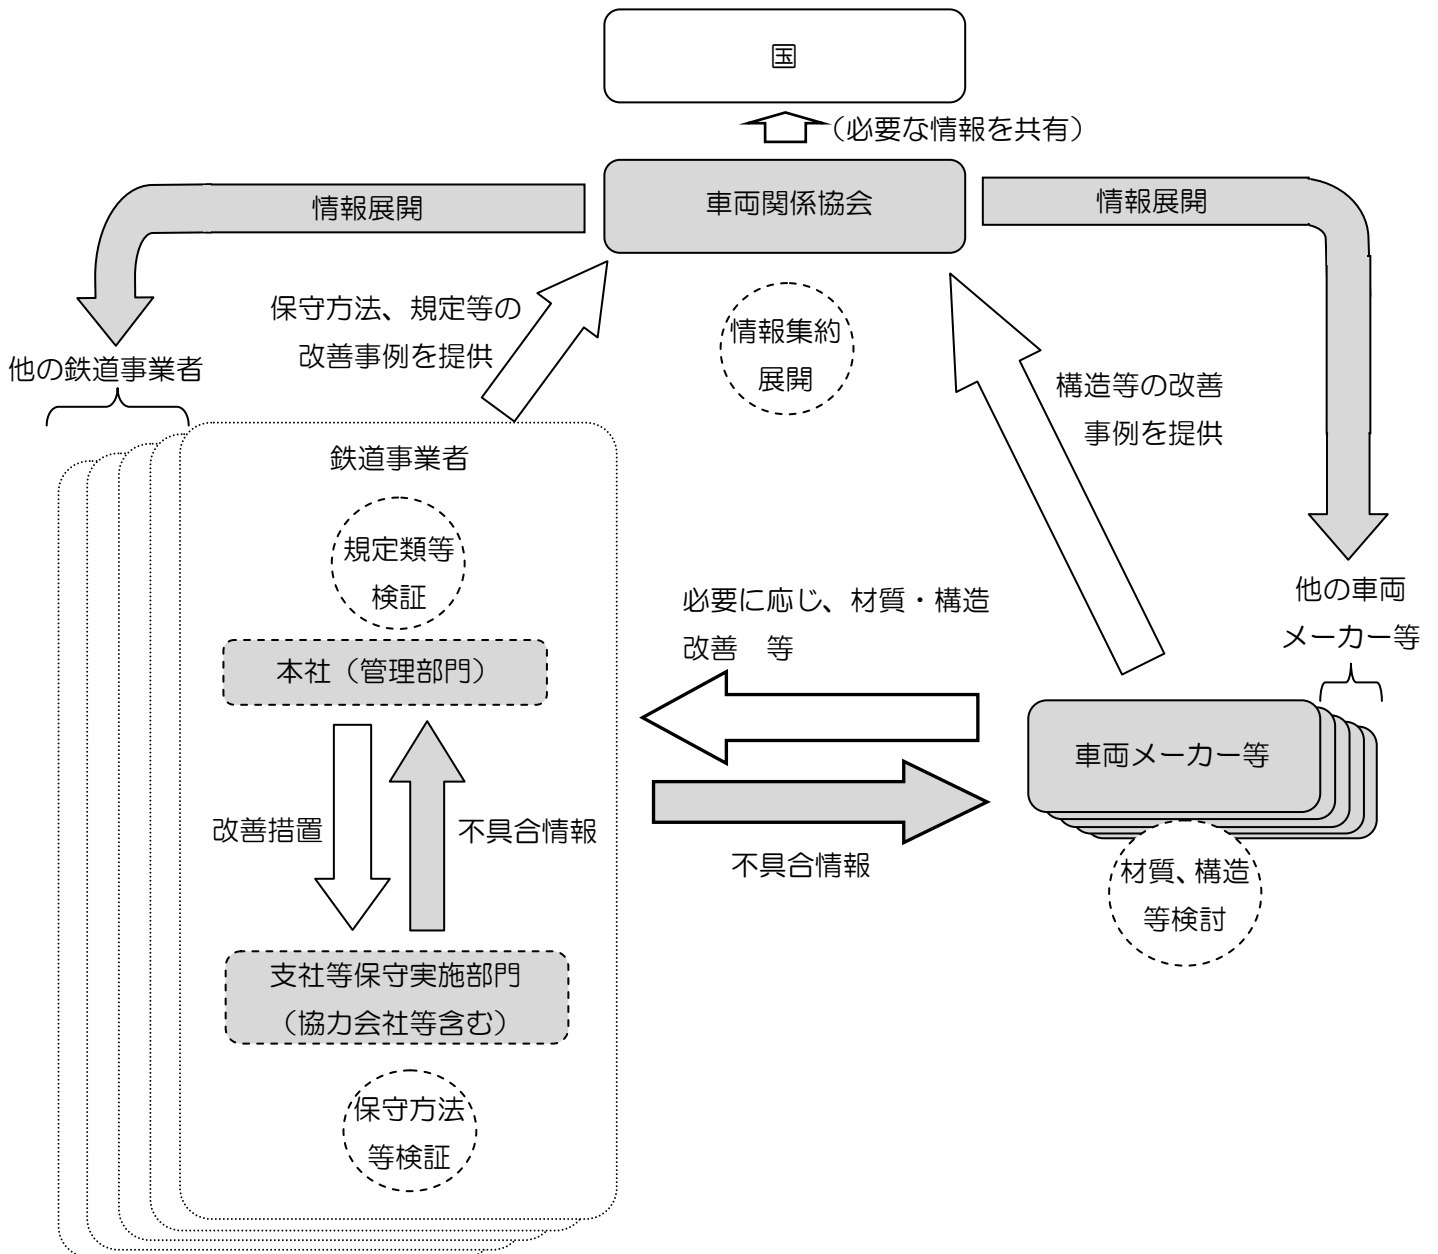 国
（必要な情報を共有）
車両関係協会
情報展開
情報展開
保守方法、規定等の
改善事例を提供
情報集約
展開
他の鉄道事業者
構造等の改善
事例を提供
鉄道事業者
規定類等
検証
本社（管理部門）
改善措置
不具合情報
支社等保守実施部門
（協力会社等含む）
保守方法
等検証
必要に応じ、材質・構造
改善　等
不具合情報
他の車両
メーカー等
車両メーカー等
材質、構造
等検討